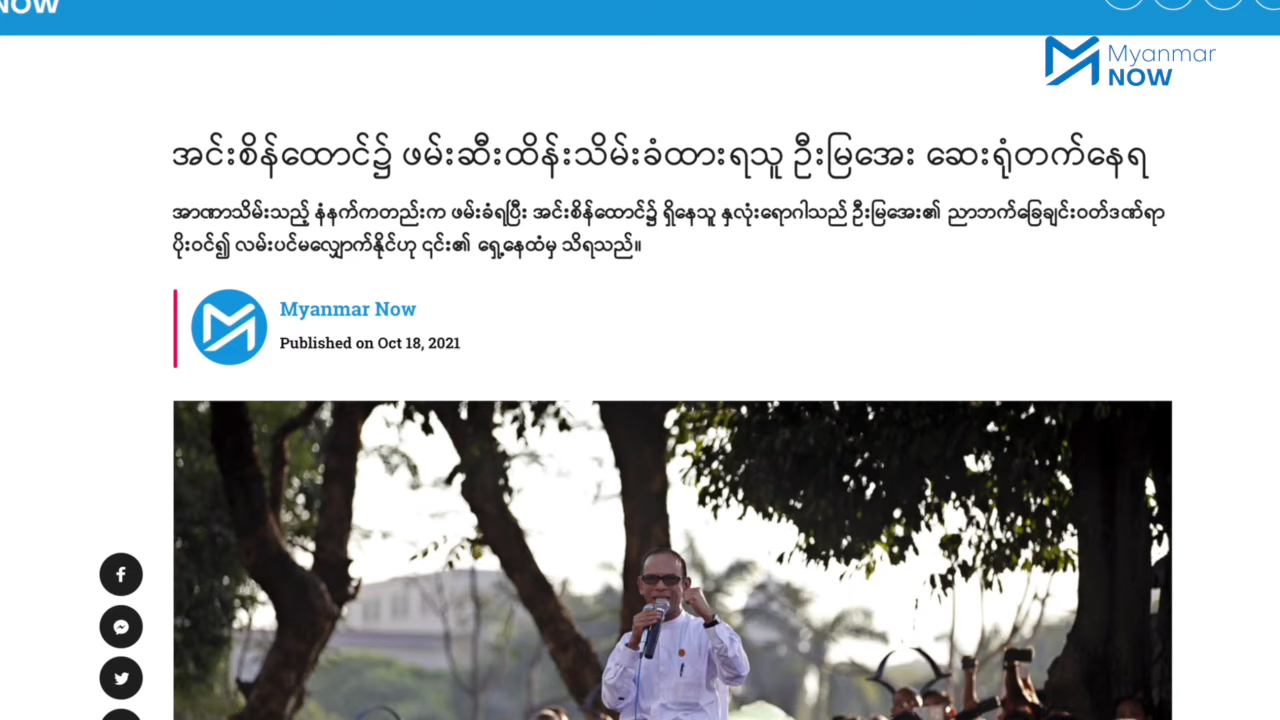 NOW
Myanmar
NOW
အင်းစိန်ထောင်၌ ဖမ်းဆီးထိန်းသိမ်းခံထားရသူ ဦးမြအေး ဆေးရုံတက်နေရ
အာဏာသိမ်းသည့် နံနက်ကတည်းက ဖမ်းခံရပြီး အင်းစိန်ထောင်၌ ရှိနေသူ နှလုံးရောဂါသည် ဦးမြအေး၏ ညာဘက်ခြေချင်းဝတ်ဒဏ်ရာ
ပိုးဝင်၍ လမ်းပင်မလျှောက်နိုင်ဟု ၎င်း၏ ရှေ့နေထံမှ သိရသည်။
Myanmar Now
Published on Oct 18, 2021